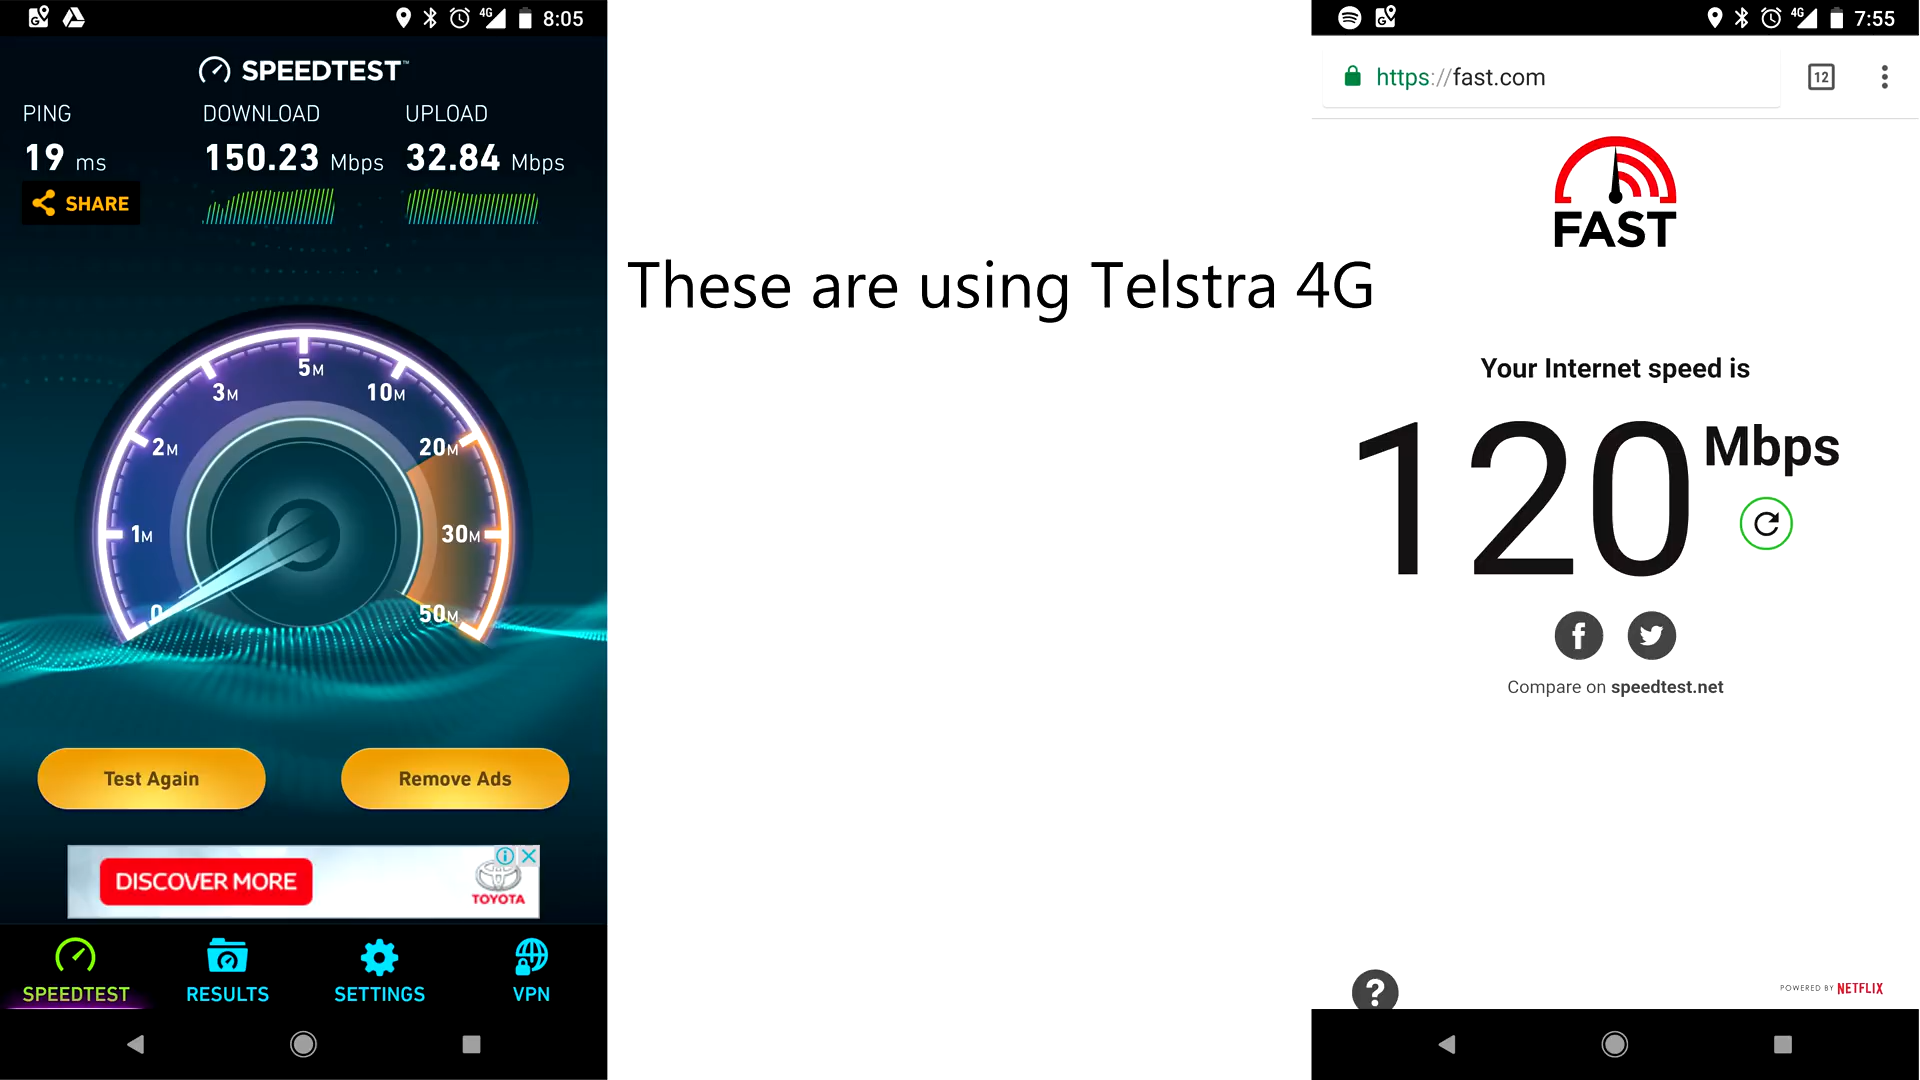 4G 8:05
SPEEDTEST™
PING DOWNLOAD UPLOAD
19 ms 150.23 Mbps 32.84 Mbps
SHARE
5M
3M 10M
2M 20M
1M 30M
0 50M
Test Again Remove Ads
DISCOVER MORE
TOYOTA
SPEEDTEST RESULTS SETTINGS VPN
These are using Telstra 4G
4G 7:55
https://fast.com 12
FAST
Your Internet speed is
120 Mbps
Compare on speedtest.net
?
POWERED BY NETFLIX